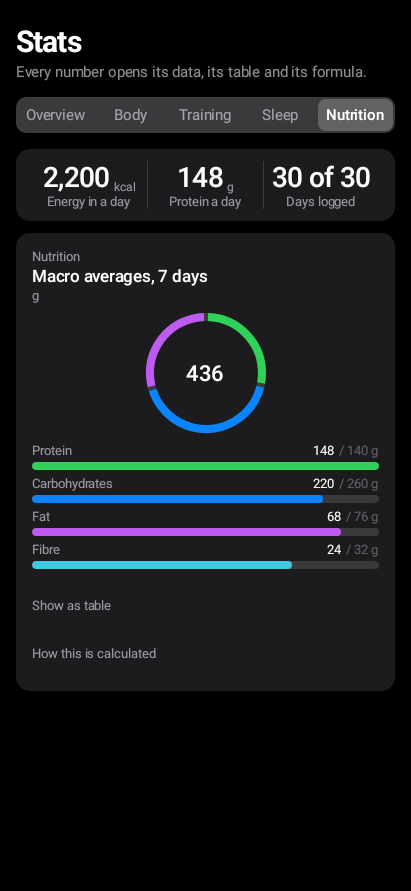 Stats
Every number opens its data, its table and its formula.
Overview Body Training Sleep Nutrition
2,200 kcal 148 g 30 of 30
Energy in a day Protein a day Days logged
Nutrition
Macro averages, 7 days
g
436
Protein 148 / 140 g
Carbohydrates 220 / 260 g
Fat 68 / 76 g
Fibre 24 / 32 g
Show as table
How this is calculated